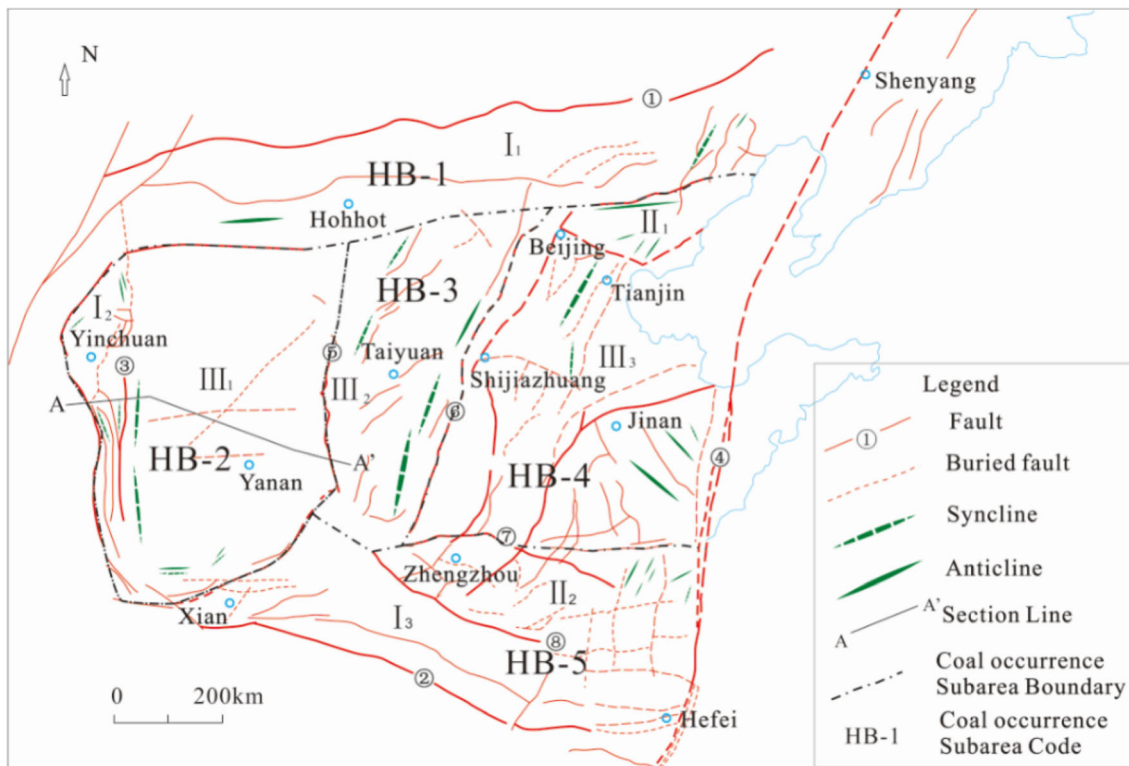 N
Shenyang
①
I1
HB-1
Hohhot
II1
Beijing
HB-3
Tianjin
I2
Yinchuan
③
⑤
Taiyuan
III1
III2
Shijiazhuang
III3
A
⑥
Jinan
HB-2
A'
Yanan
HB-4
④
⑦
Zhengzhou
II2
Xian
I3
⑧
HB-5
②
0 200km
Hefei
Legend
① Fault
Buried fault
Syncline
Anticline
A A' Section Line
Coal occurrence
Subarea Boundary
HB-1 Coal occurrence
Subarea Code